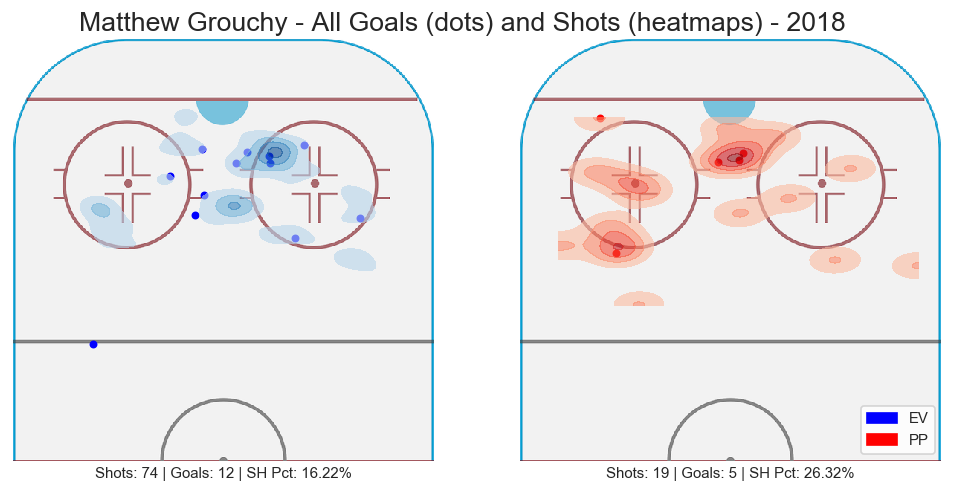 Matthew Grouchy - All Goals (dots) and Shots (heatmaps) - 2018
EV
PP
Shots: 74 | Goals: 12 | SH Pct: 16.22%
Shots: 19 | Goals: 5 | SH Pct: 26.32%